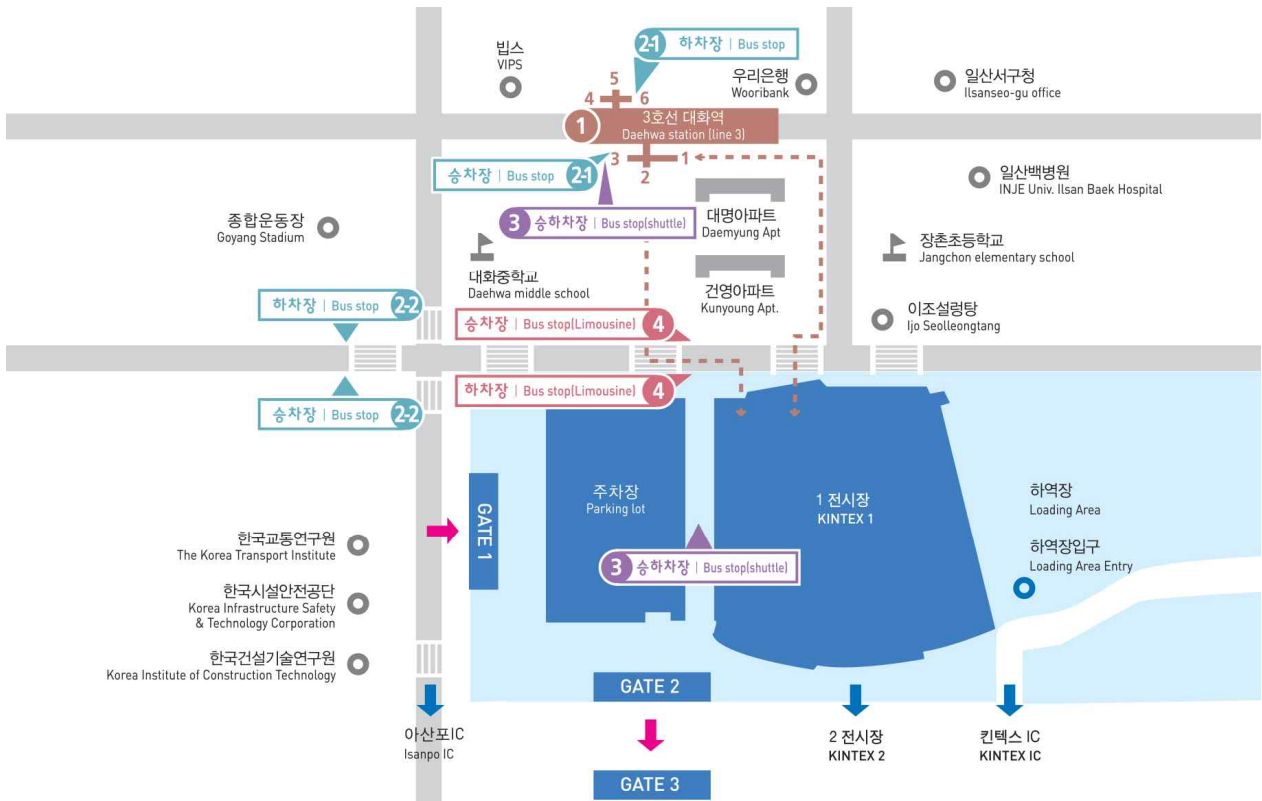 빕스
VIPS
2-1 하차장 | Bus stop
우리은행
Wooribank
일산서구청
Ilsanseo-gu office
5
4
6
1
3호선 대화역
Daehwa station (line 3)
승차장 | Bus stop 2-1
3
1
2
일산백병원
INJE Univ. Ilsan Baek Hospital
종합운동장
Goyang Stadium
3 승하차장 | Bus stop(shuttle)
대명아파트
Daemyung Apt
장촌초등학교
Jangchon elementary school
대화중학교
Daehwa middle school
건영아파트
Kunyoung Apt.
하차장 | Bus stop 2-2
승차장 | Bus stop(Limousine) 4
이조설렁탕
Ijo Seolleongtang
하차장 | Bus stop(Limousine) 4
승차장 | Bus stop 2-2
GATE 1
주차장
Parking lot
1 전시장
KINTEX 1
하역장
Loading Area
하역장입구
Loading Area Entry
3 승하차장 | Bus stop(shuttle)
한국교통연구원
The Korea Transport Institute
한국시설안전공단
Korea Infrastructure Safety
& Technology Corporation
한국건설기술연구원
Korea Institute of Construction Technology
GATE 2
아산포IC
Isanpo IC
2 전시장
KINTEX 2
킨텍스 IC
KINTEX IC
GATE 3